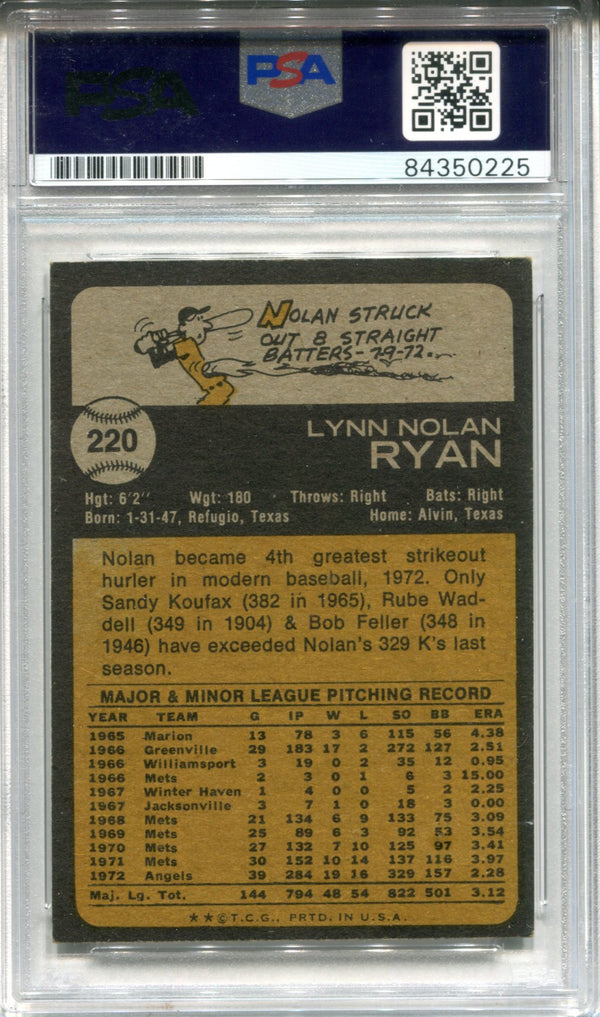 PSA
PSA
84350225
NOLAN STRUCK
OUT 8 STRAIGHT
BATTERS-7-9-72...
220
LYNN NOLAN
RYAN
Hgt: 6'2" Wgt: 180 · Throws: Right Bats: Right
Born: 1-31-47, Refugio, Texas Home: Alvin, Texas
Nolan became 4th greatest strikeout
hurler in modern baseball, 1972. Only
Sandy Koufax (382 in 1965), Rube Wad-
dell (349 in 1904) & Bob Feller (348 in
1946) have exceeded Nolan's 329 K's last
season.
MAJOR & MINOR LEAGUE PITCHING RECORD
YEAR TEAM G IP W L SO BB ERA
1965 Marion 13 78 3 6 115 56 4.38
1966 Greenville 29 183 17 2 272 127 2.51
1966 Williamsport 3 19 0 2 35 12 0.95
1966 Mets 2 3 0 1 6 3 15.00
1967 Winter Haven 1 4 0 0 5 2 2.25
1967 Jacksonville 3 7 1 0 18 3 0.00
1968 Mets 21 134 6 9 133 75 3.09
1969 Mets 25 89 6 3 92 53 3.54
1970 Mets 27 132 7 10 125 97 3.41
1971 Mets 30 152 10 14 137 116 3.97
1972 Angels 39 284 19 16 329 157 2.28
Maj. Lg. Tot. 144 794 48 54 822 501 3.12
★★©T.C.G., PRTD. IN U.S.A.